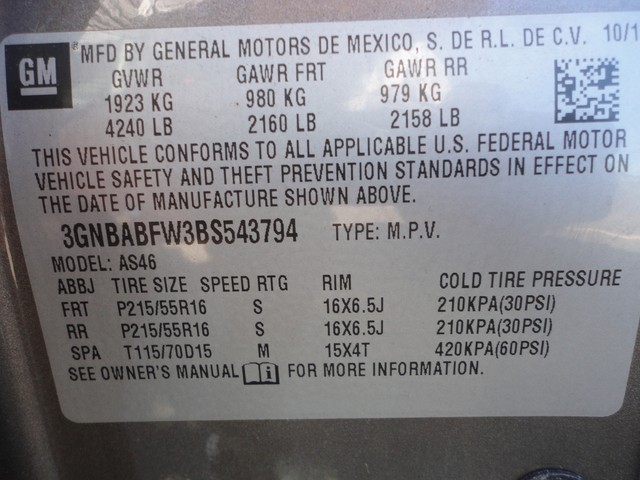 GM
MFD BY GENERAL MOTORS DE MEXICO, S. DE R.L. DE C.V. 10/1
GVWR GAWR FRT GAWR RR
1923 KG 980 KG 979 KG
4240 LB 2160 LB 2158 LB
THIS VEHICLE CONFORMS TO ALL APPLICABLE U.S. FEDERAL MOTOR
VEHICLE SAFETY AND THEFT PREVENTION STANDARDS IN EFFECT ON
THE DATE OF MANUFACTURE SHOWN ABOVE.
3GNBABFW3BS543794 TYPE: M.P.V.
MODEL: AS46
ABBJ TIRE SIZE SPEED RTG RIM COLD TIRE PRESSURE
FRT P215/55R16 S 16X6.5J 210KPA(30PSI)
RR P215/55R16 S 16X6.5J 210KPA(30PSI)
SPA T115/70D15 M 15X4T 420KPA(60PSI)
SEE OWNER'S MANUAL i FOR MORE INFORMATION.